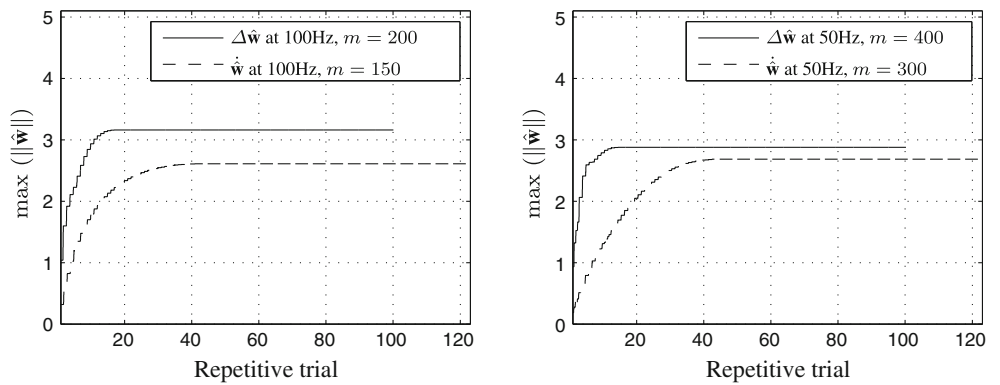 5
4
3
2
1
0
max (||ŵ||)
Δŵ at 100Hz, m = 200
ŵ̇ at 100Hz, m = 150
20 40 60 80 100 120
Repetitive trial
5
4
3
2
1
0
max (||ŵ||)
Δŵ at 50Hz, m = 400
ŵ̇ at 50Hz, m = 300
20 40 60 80 100 120
Repetitive trial